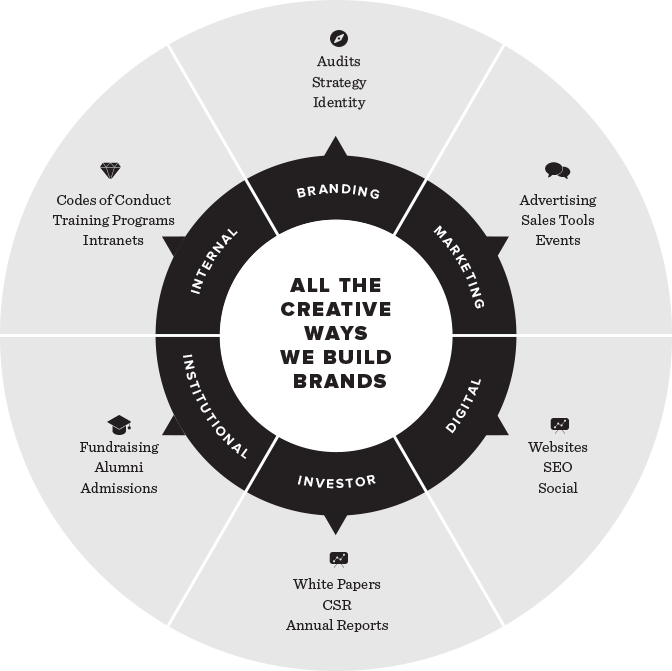 Audits
Strategy
Identity
BRANDING
Codes of Conduct
Training Programs
Intranets
INTERNAL
Advertising
Sales Tools
Events
MARKETING
ALL THE
CREATIVE
WAYS
WE BUILD
BRANDS
INSTITUTIONAL
Fundraising
Alumni
Admissions
DIGITAL
Websites
SEO
Social
INVESTOR
White Papers
CSR
Annual Reports